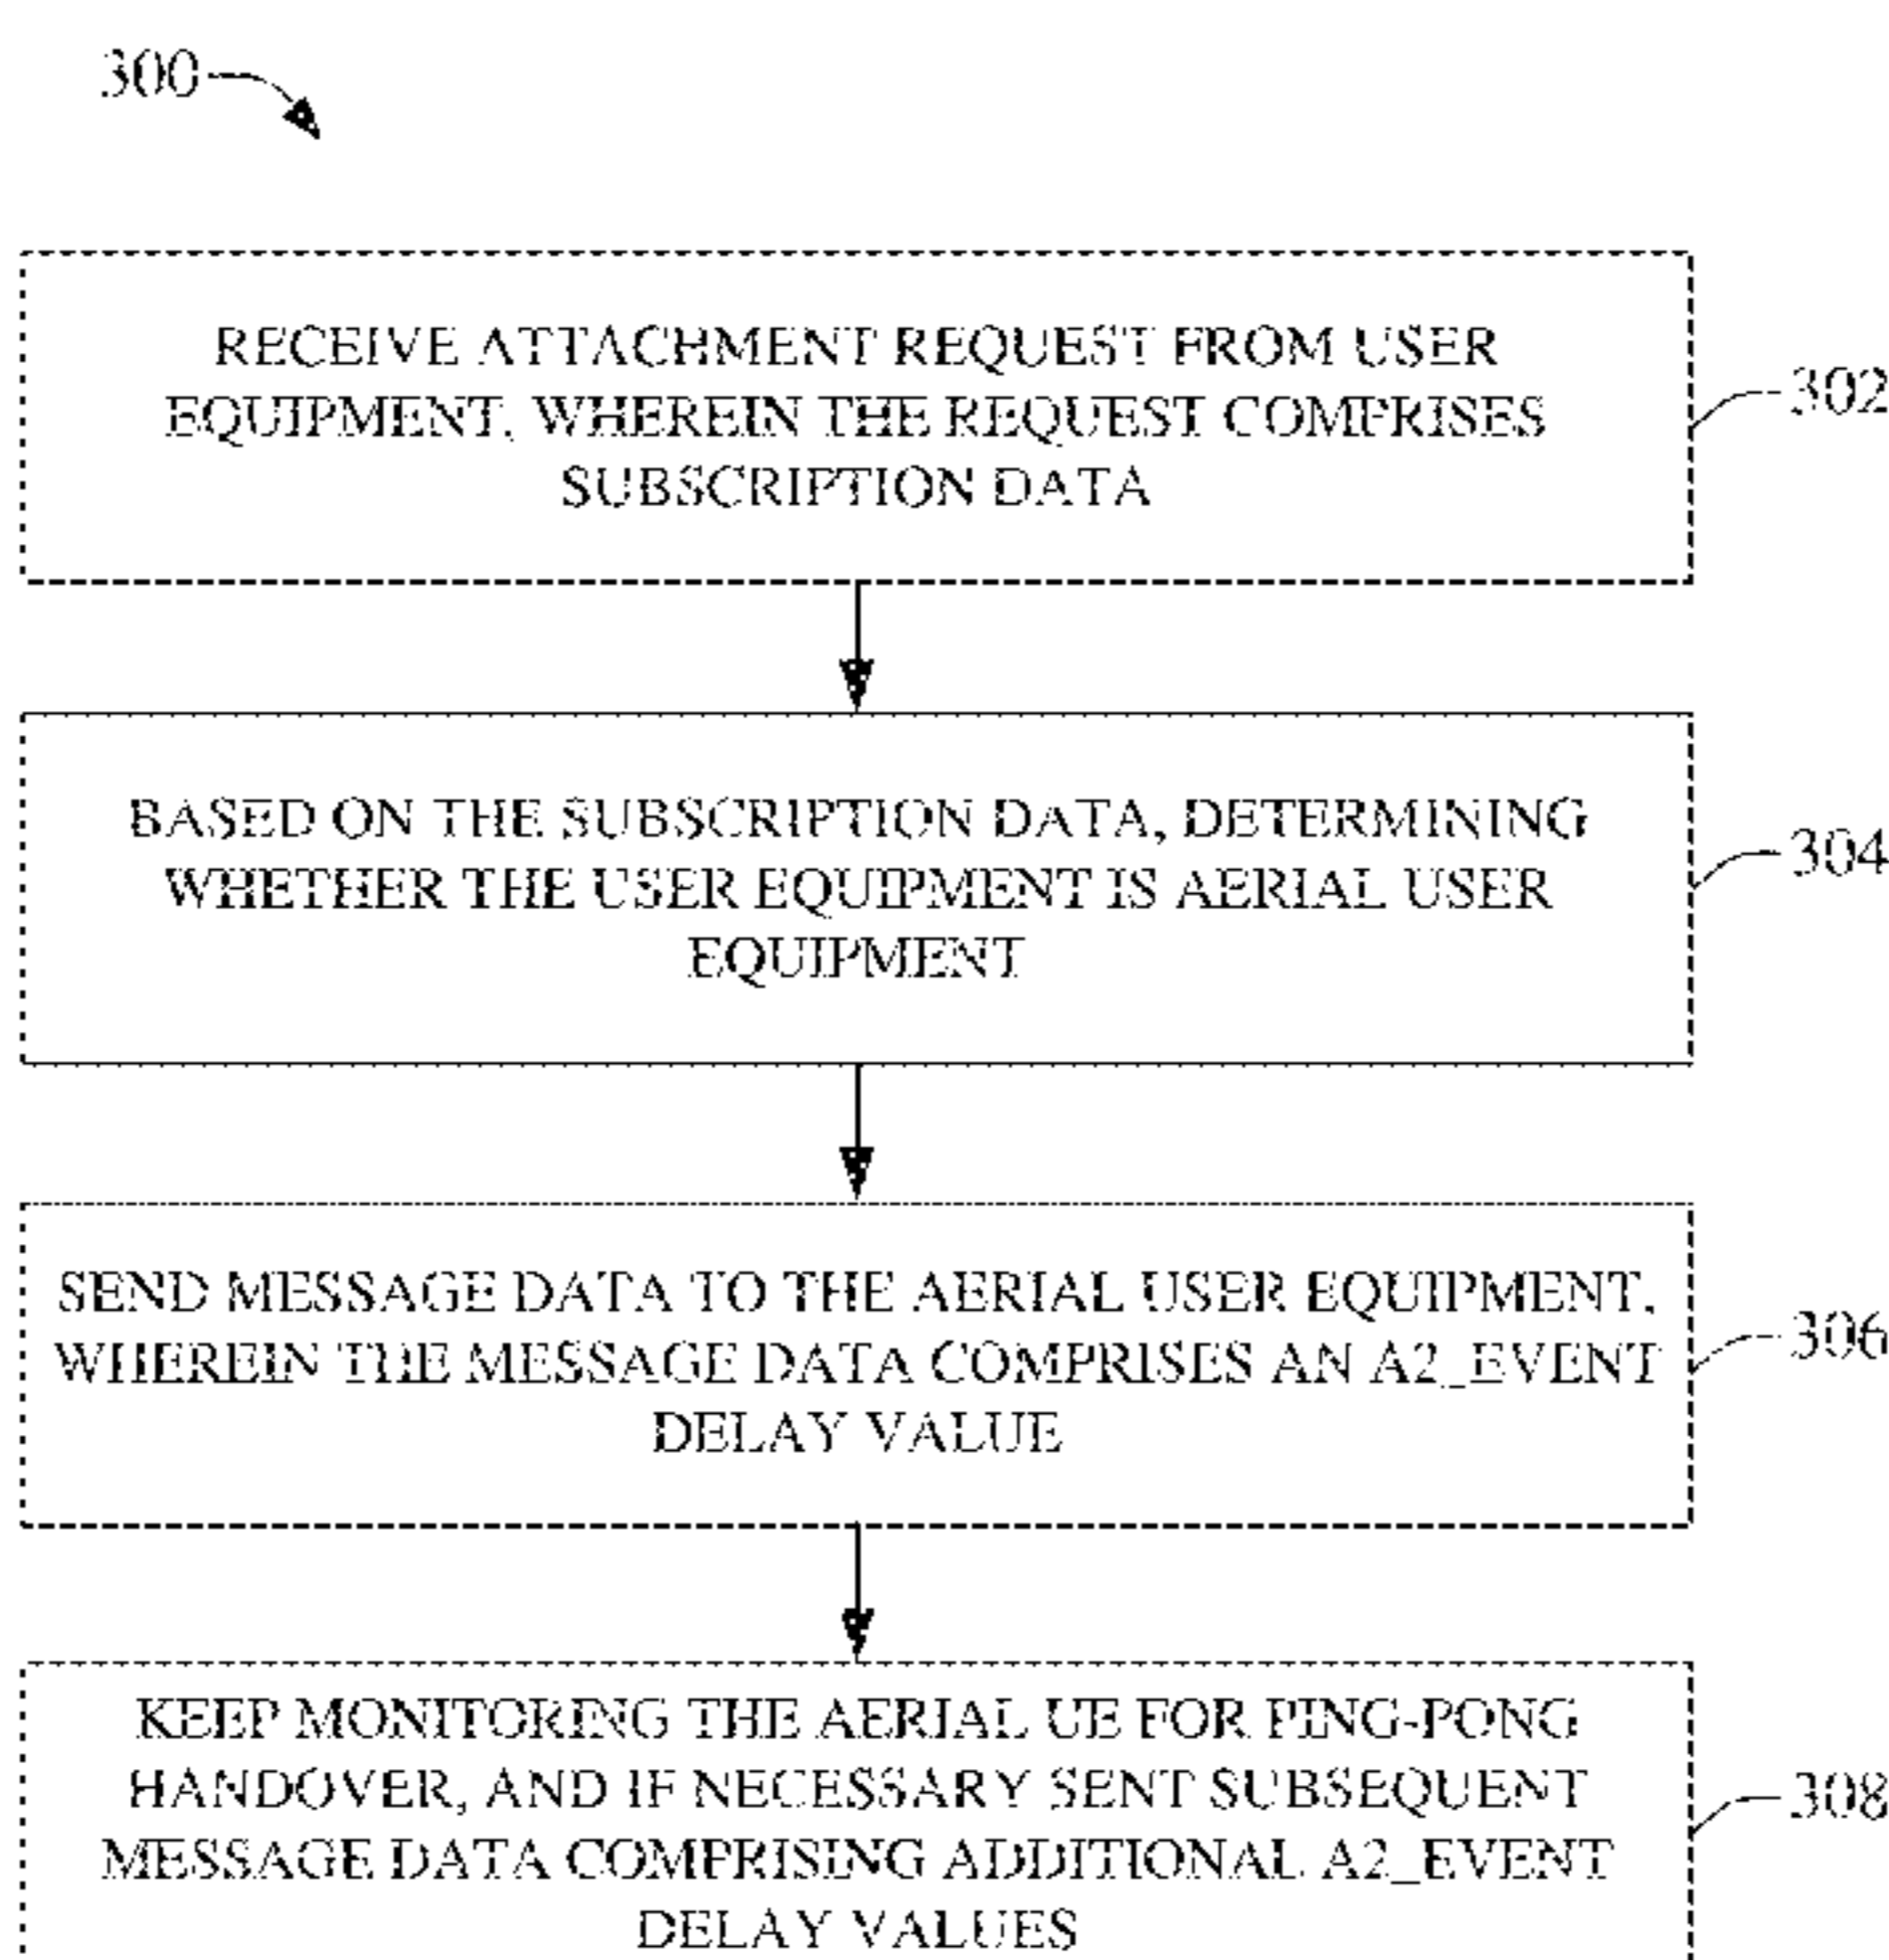 300
RECEIVE ATTACHMENT REQUEST FROM USER
EQUIPMENT, WHEREIN THE REQUEST COMPRISES
SUBSCRIPTION DATA
302
BASED ON THE SUBSCRIPTION DATA, DETERMINING
WHETHER THE USER EQUIPMENT IS AERIAL USER
EQUIPMENT
304
SEND MESSAGE DATA TO THE AERIAL USER EQUIPMENT,
WHEREIN THE MESSAGE DATA COMPRISES AN A2_EVENT
DELAY VALUE
306
KEEP MONITORING THE AERIAL UE FOR PING-PONG
HANDOVER, AND IF NECESSARY SENT SUBSEQUENT
MESSAGE DATA COMPRISING ADDITIONAL A2_EVENT
DELAY VALUES
308